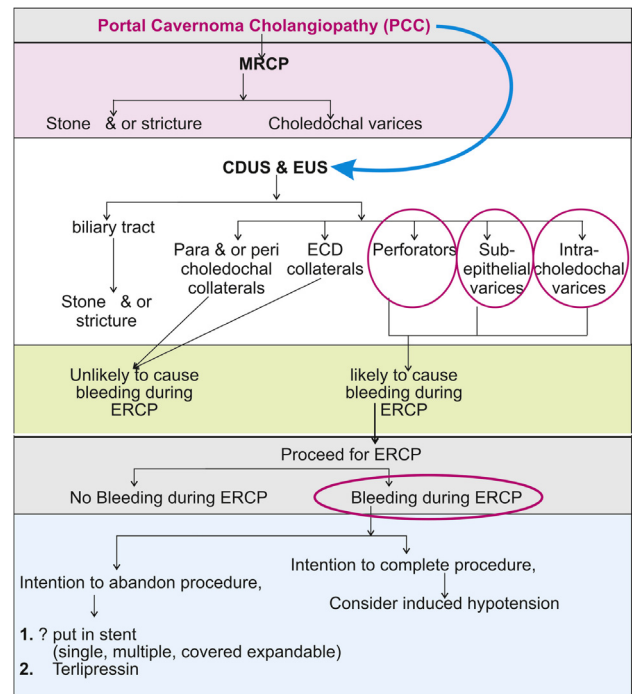 Portal Cavernoma Cholangiopathy (PCC)
MRCP
Stone & or stricture
Choledochal varices
CDUS & EUS
biliary tract
Stone & or
stricture
Para & or peri
choledochal
collaterals
ECD
collaterals
Perforators
Sub-
epithelial
varices
Intra-
choledochal
varices
Unlikely to cause
bleeding during
ERCP
likely to cause
bleeding during
ERCP
Proceed for ERCP
No Bleeding during ERCP
Bleeding during ERCP
Intention to abandon procedure,
1. ? put in stent
(single, multiple, covered expandable)
2. Terlipressin
Intention to complete procedure,
Consider induced hypotension